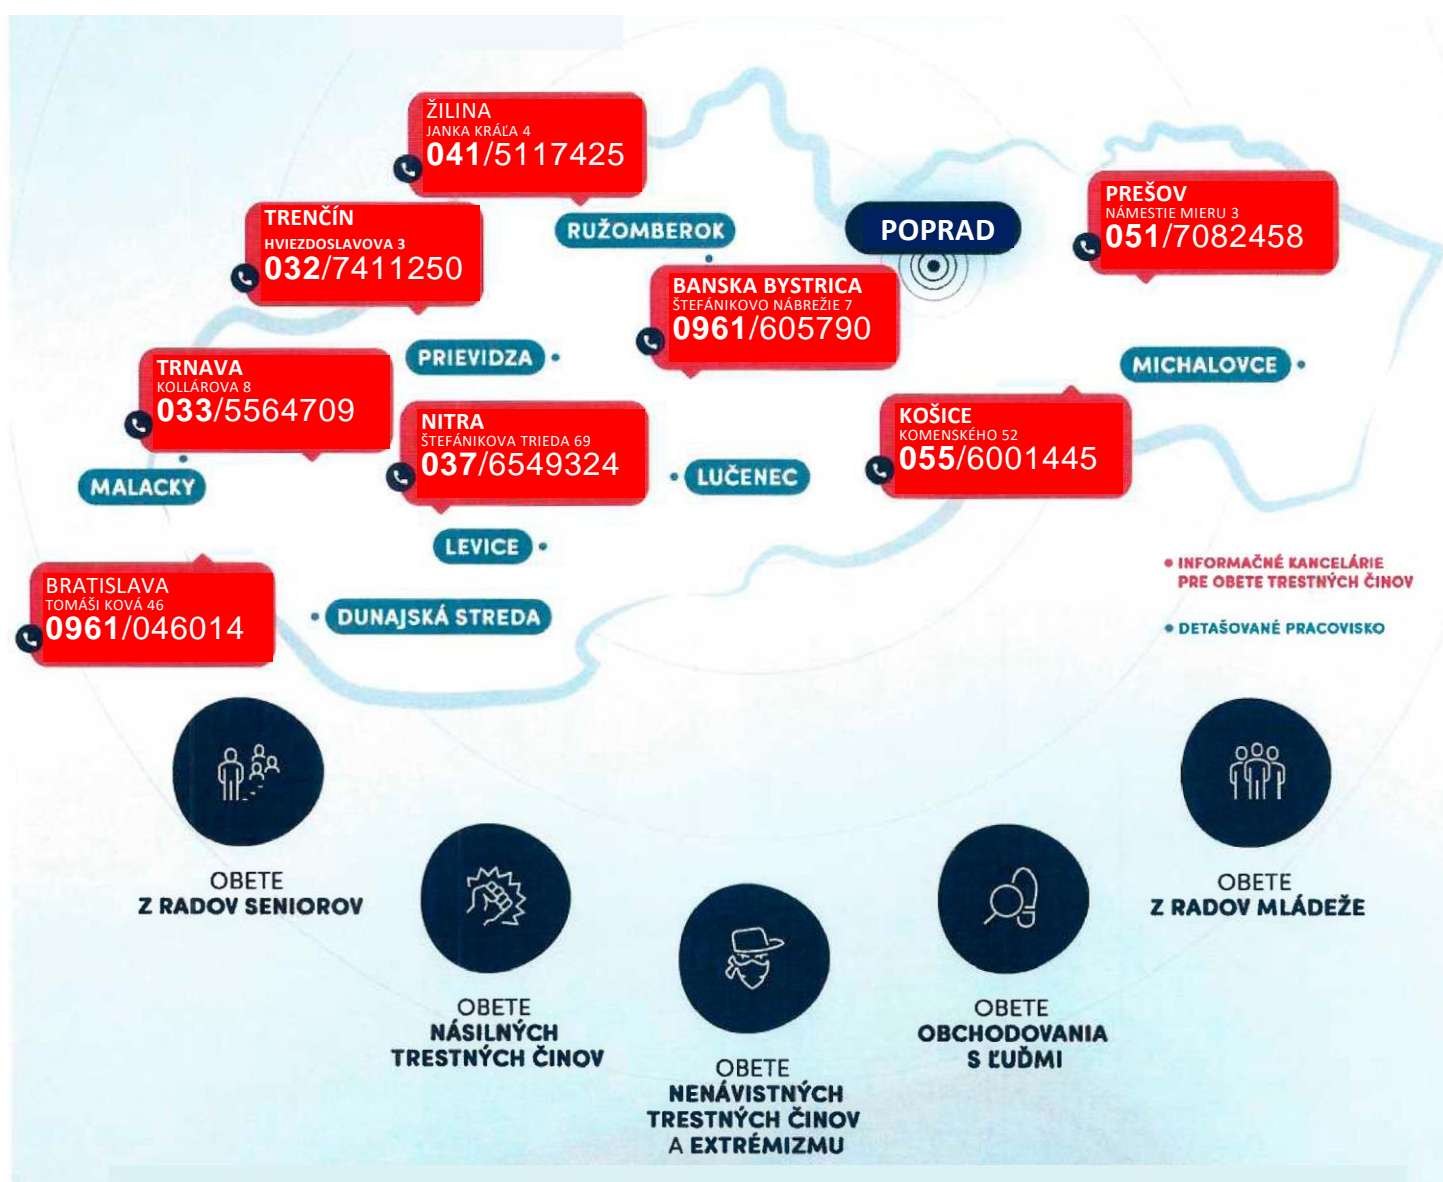 ŽILINA
JANKA KRÁĽA 4
041/5117425
TRENČÍN
HVIEZDOSLAVOVA 3
032/7411250
RUŽOMBEROK
POPRAD
PREŠOV
NÁMESTIE MIERU 3
051/7082458
BANSKA BYSTRICA
ŠTEFÁNIKOVO NÁBREŽIE 7
0961/605790
PRIEVIDZA
MICHALOVCE
TRNAVA
KOLLÁROVA 8
033/5564709
NITRA
ŠTEFÁNIKOVA TRIEDA 69
037/6549324
KOŠICE
KOMENSKÉHO 52
055/6001445
MALACKY
LUČENEC
LEVICE
BRATISLAVA
TOMÁŠI KOVÁ 46
0961/046014
DUNAJSKÁ STREDA
INFORMAČNÉ KANCELÁRIE
PRE OBETE TRESTNÝCH ČINOV
DETAŠOVANÉ PRACOVISKO
OBETE
Z RADOV SENIOROV
OBETE
NÁSILNÝCH
TRESTNÝCH ČINOV
OBETE
NENÁVISTNÝCH
TRESTNÝCH ČINOV
A EXTRÉMIZMU
OBETE
OBCHODOVANIA
S ĽUĎMI
OBETE
Z RADOV MLÁDEŽE